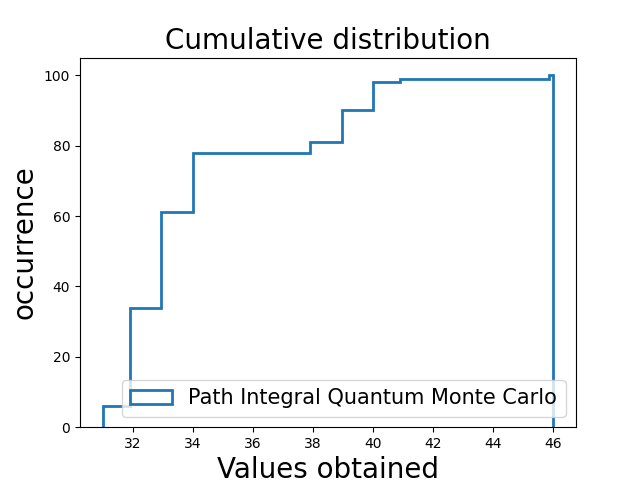 Cumulative distribution
occurrence
100
80
60
40
20
0
Path Integral Quantum Monte Carlo
32 34 36 38 40 42 44 46
Values obtained